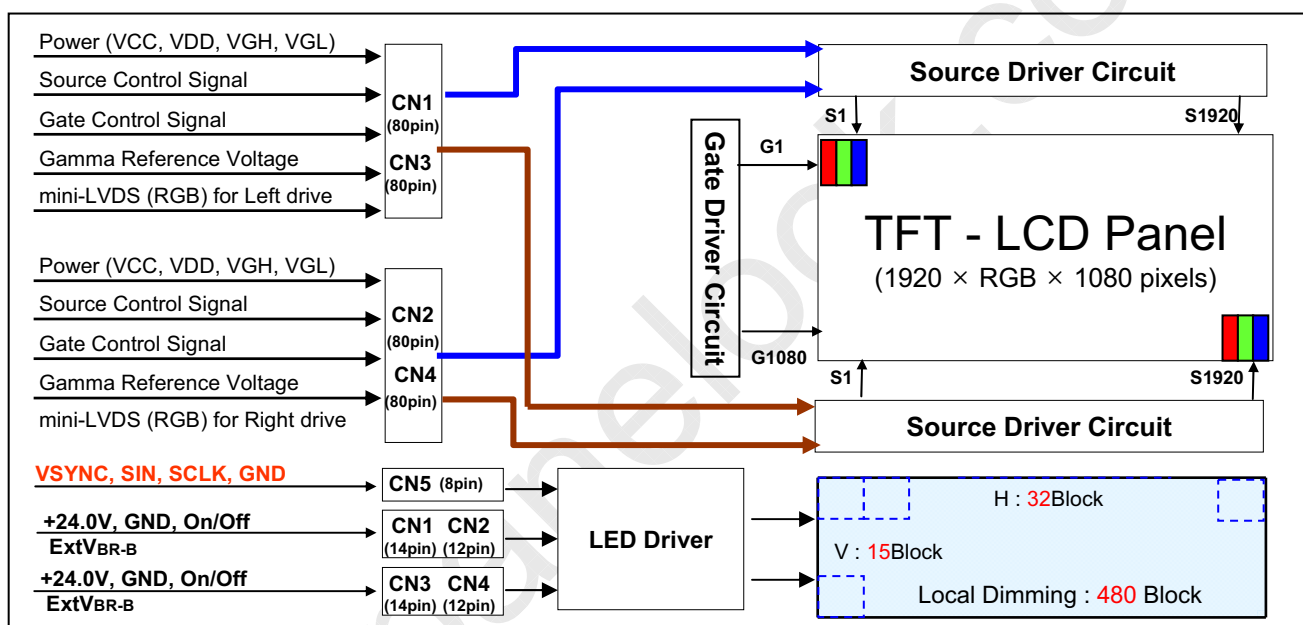 Power (VCC, VDD, VGH, VGL)
Source Control Signal
Gate Control Signal
Gamma Reference Voltage
mini-LVDS (RGB) for Left drive
CN1
(80pin)
CN3
(80pin)
Source Driver Circuit
S1
S1920
Gate Driver Circuit
G1
G1080
TFT - LCD Panel
(1920 × RGB × 1080 pixels)
Power (VCC, VDD, VGH, VGL)
Source Control Signal
Gate Control Signal
Gamma Reference Voltage
mini-LVDS (RGB) for Right drive
CN2
(80pin)
CN4
(80pin)
S1
S1920
Source Driver Circuit
VSYNC, SIN, SCLK, GND
CN5 (8pin)
+24.0V, GND, On/Off
ExtVBR-B
CN1 CN2
(14pin) (12pin)
+24.0V, GND, On/Off
ExtVBR-B
CN3 CN4
(14pin) (12pin)
LED Driver
H : 32Block
V : 15Block
Local Dimming : 480 Block